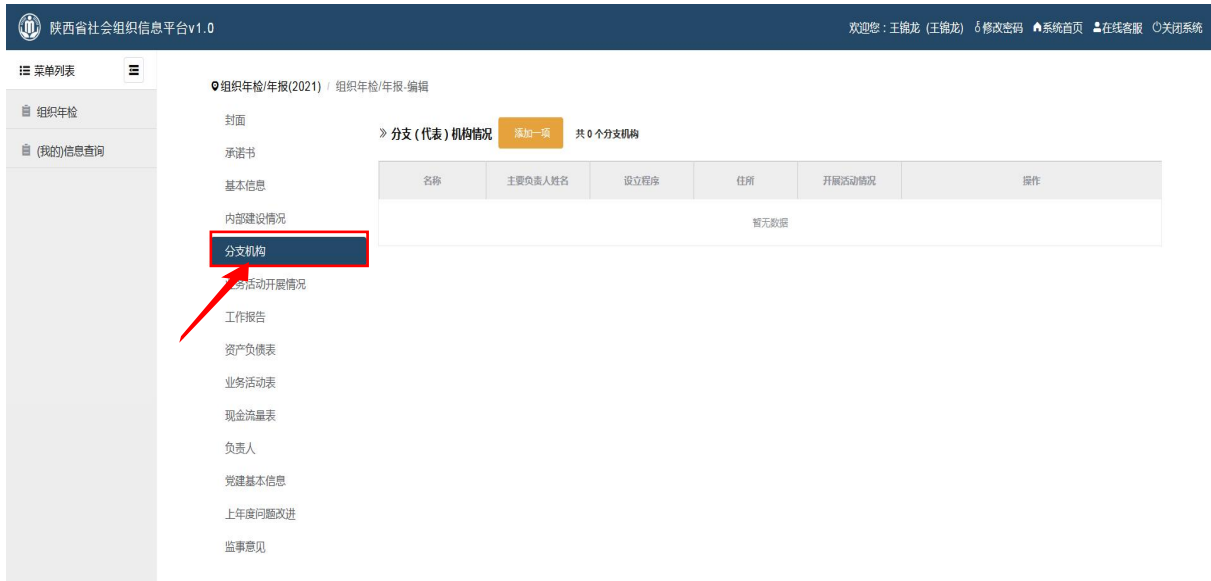 陕西省社会组织信息平台v1.0
欢迎您：王锦龙 (王锦龙) 修改密码 系统首页 在线客服 关闭系统
菜单列表
组织年检
(我的)信息查询
组织年检/年报(2021) / 组织年检/年报-编辑
封面
承诺书
基本信息
内部建设情况
分支机构
务活动开展情况
工作报告
资产负债表
业务活动表
现金流量表
负责人
党建基本信息
上年度问题改进
监事意见
» 分支 ( 代表 ) 机构情况 添加一项 共 0 个分支机构
名称 主要负责人姓名 设立程序 住所 开展活动情况 操作
暂无数据